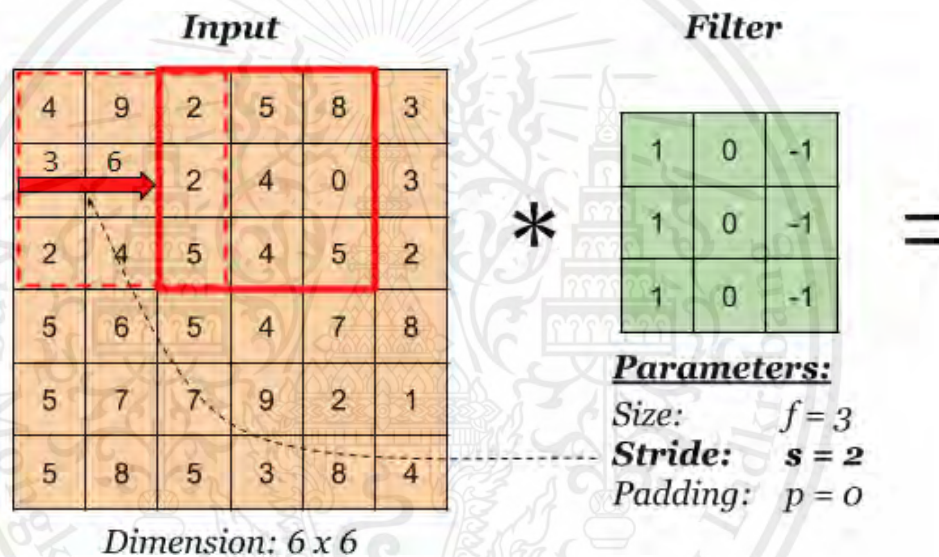 Input
Filter
4 9 2 5 8 3
3 6 2 4 0 3
2 4 5 4 5 2
5 6 5 4 7 8
5 7 7 9 2 1
5 8 5 3 8 4
Dimension: 6 x 6
*
1 0 -1
1 0 -1
1 0 -1
=
Parameters:
Size: f = 3
Stride: s = 2
Padding: p = 0